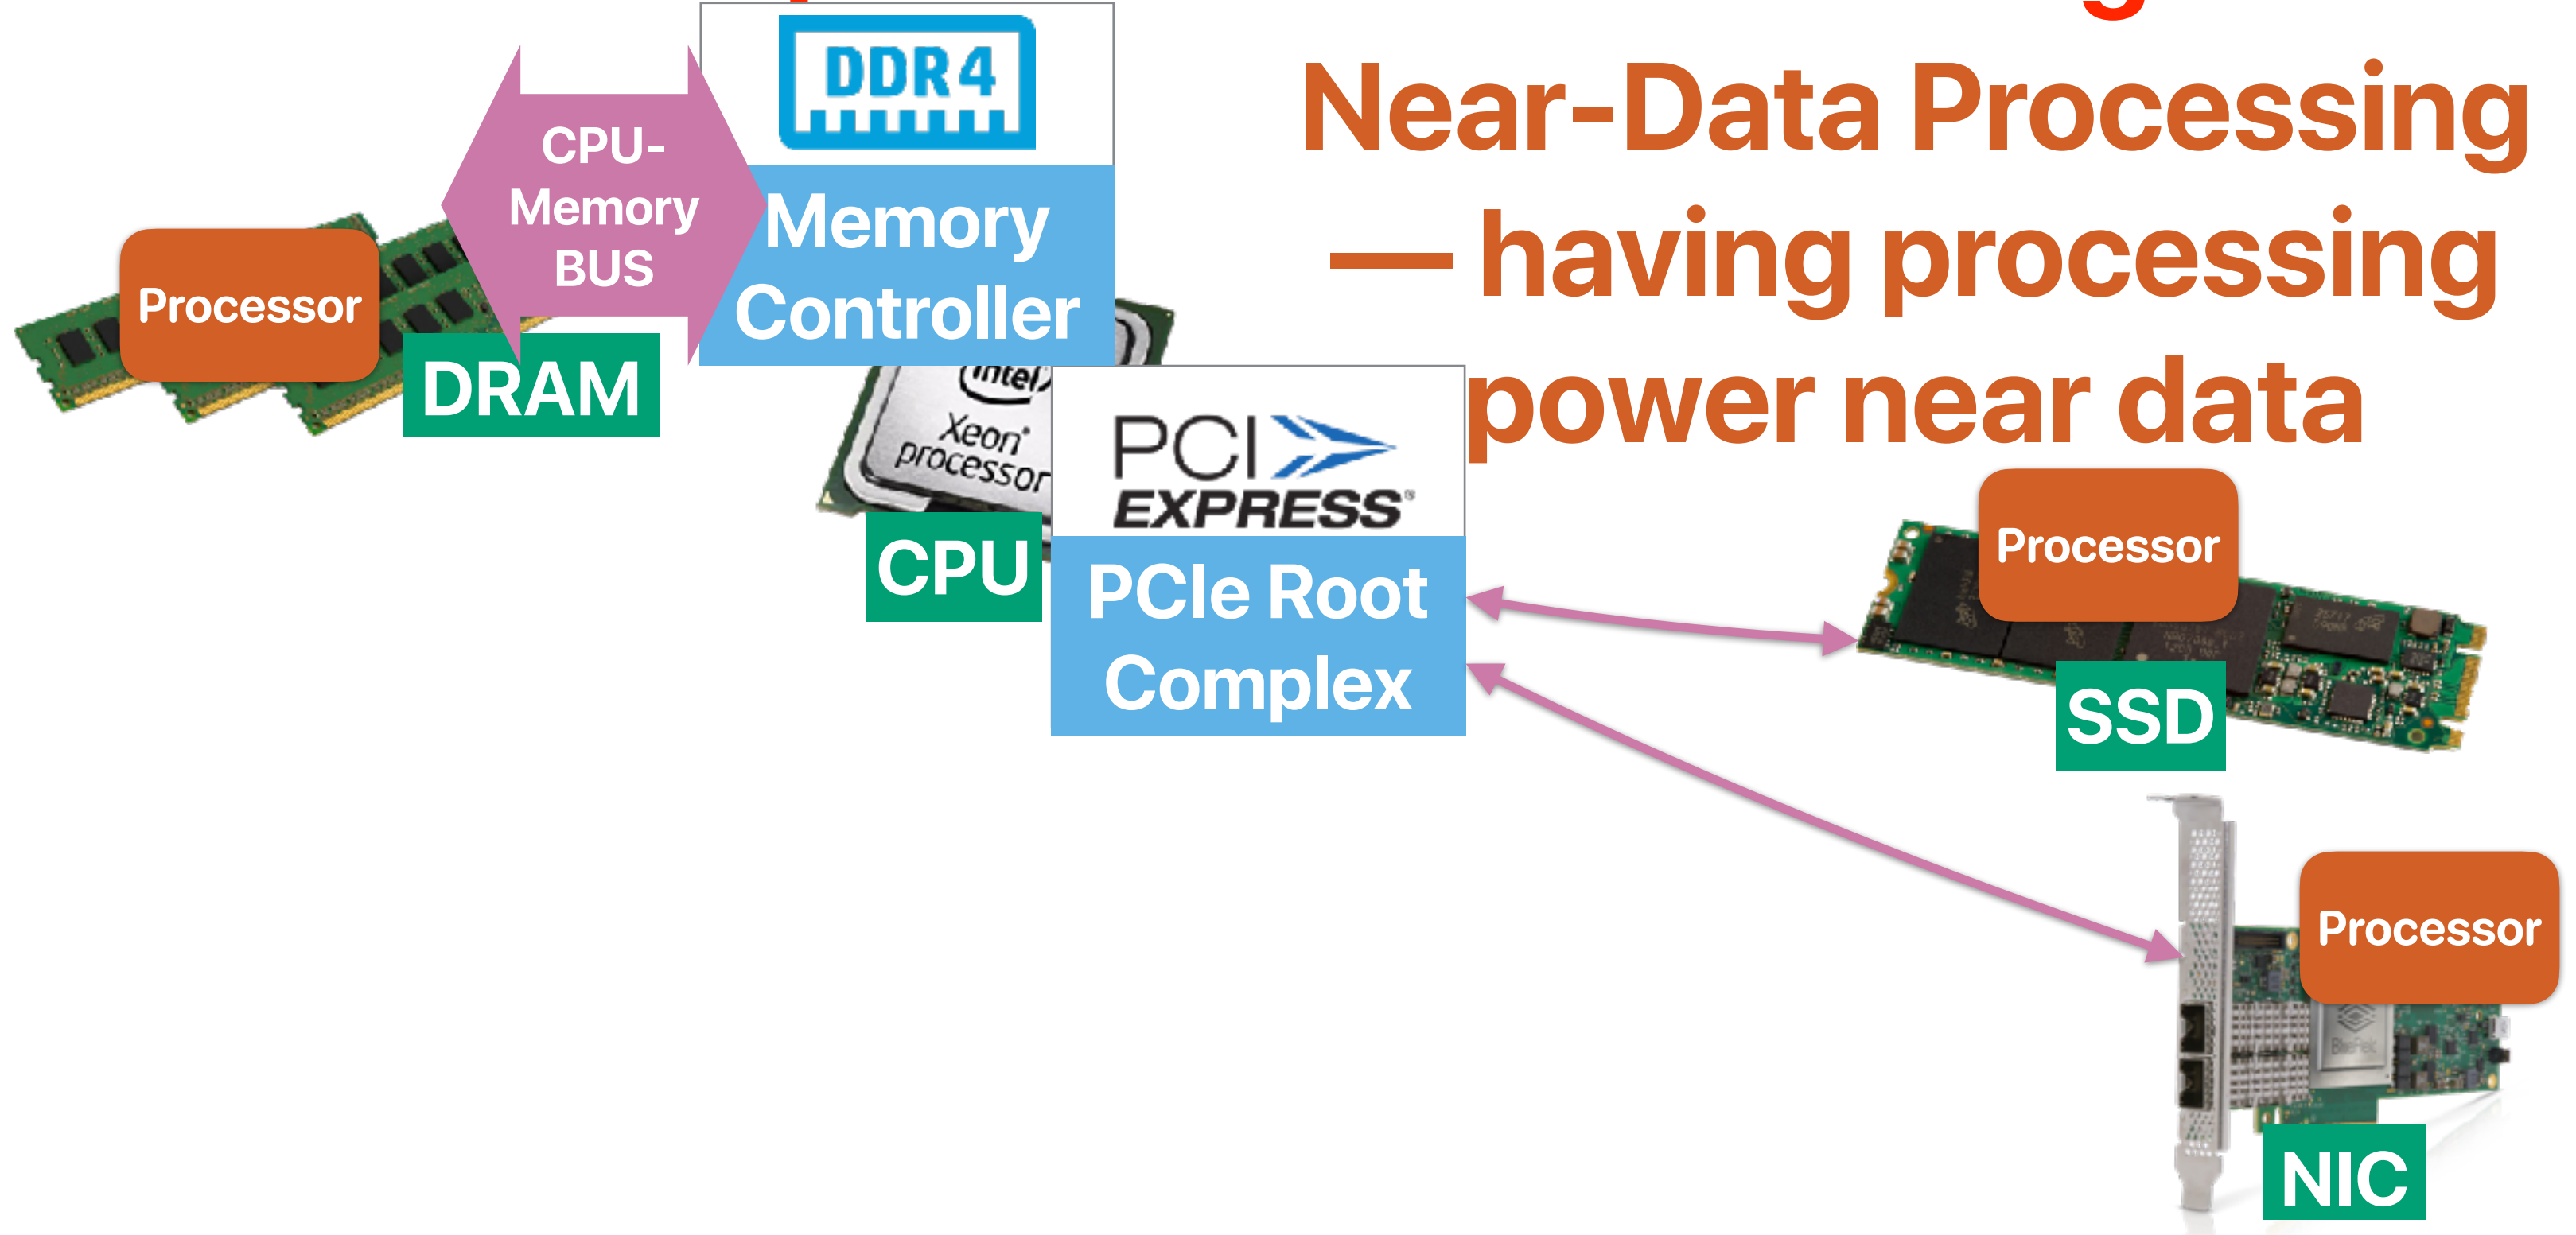 Near-Data Processing
— having processing
power near data
DDR4
CPU-
Memory
BUS
Memory
Controller
Processor
DRAM
intel
Xeon®
processor
CPU
PCI
EXPRESS®
PCIe Root
Complex
Processor
SSD
Processor
BlueField
NIC